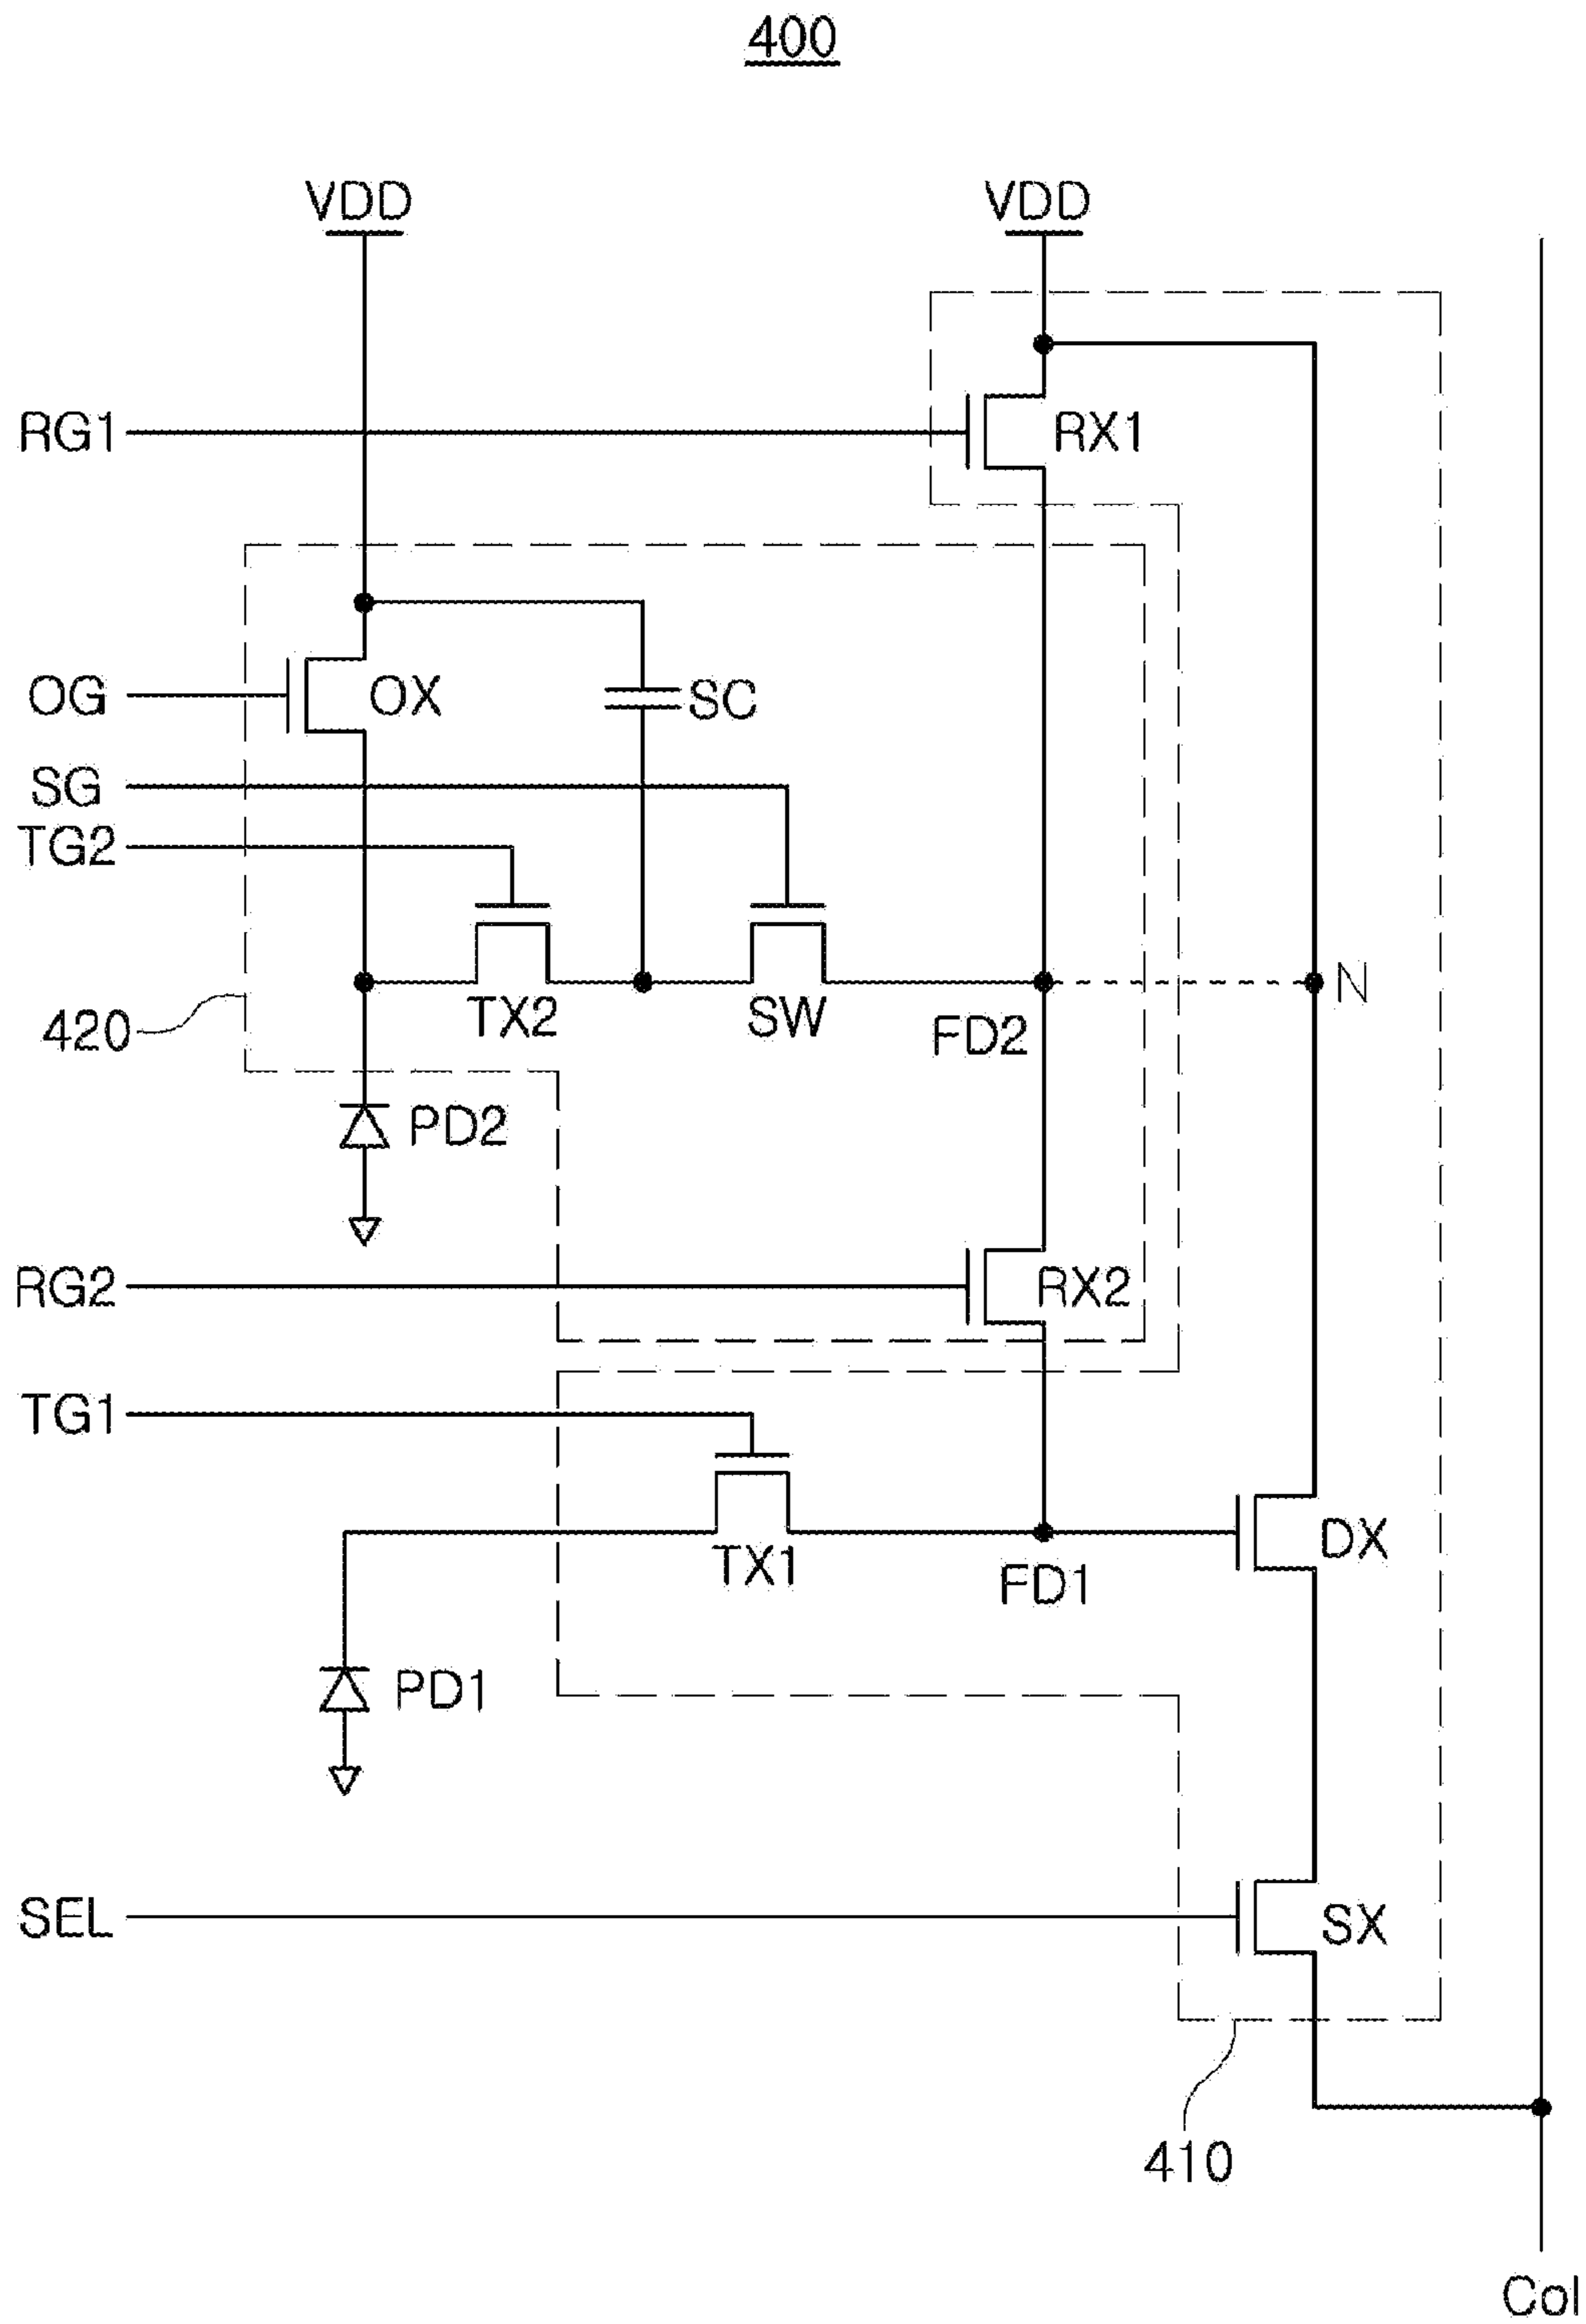 400
VDD VDD
RG1 RX1
OG OX SC
SG
TG2
TX2 SW FD2 N
420
PD2
RG2 RX2
TG1
TX1 FD1 DX
PD1
SEL SX
410
Col